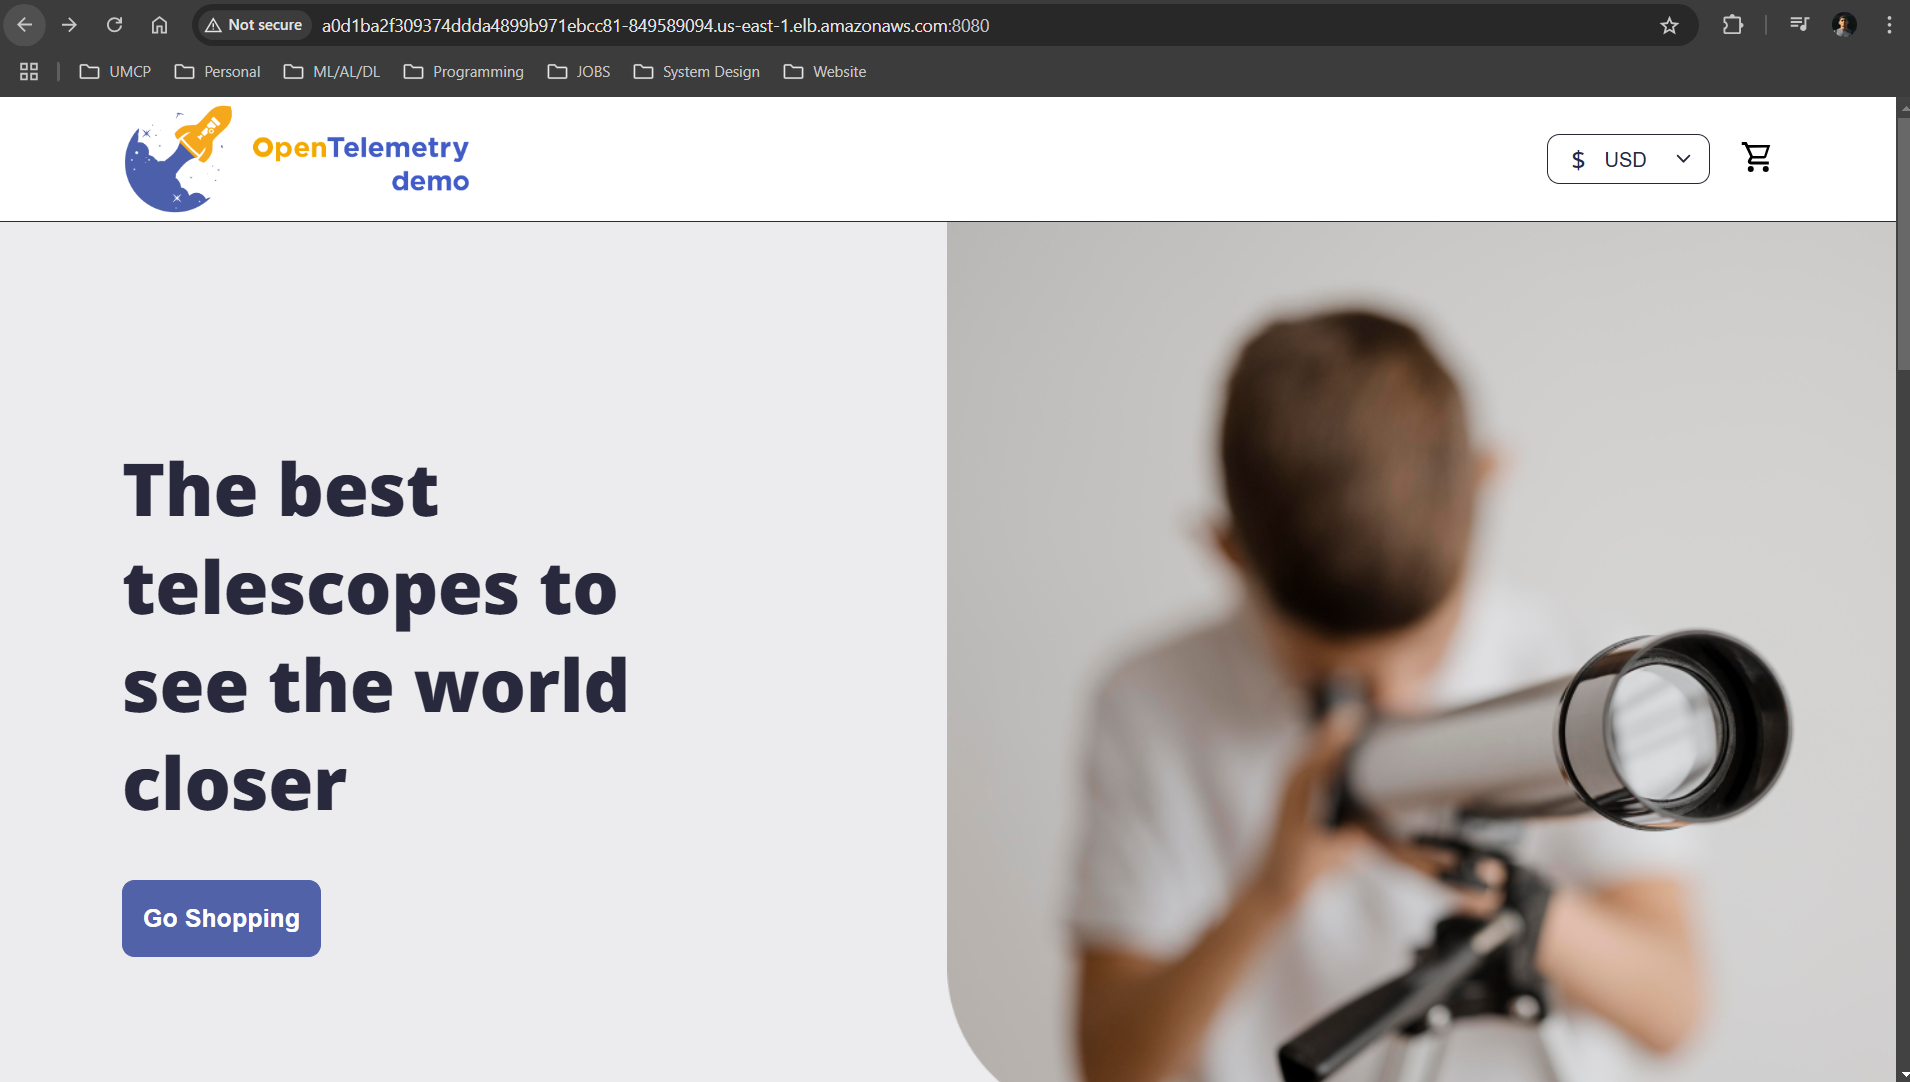 Not secure
a0d1ba2f309374ddda4899b971ebcc81-849589094.us-east-1.elb.amazonaws.com:8080
UMCP
Personal
ML/AL/DL
Programming
JOBS
System Design
Website
OpenTelemetry
demo
$ USD
The best
telescopes to
see the world
closer
Go Shopping